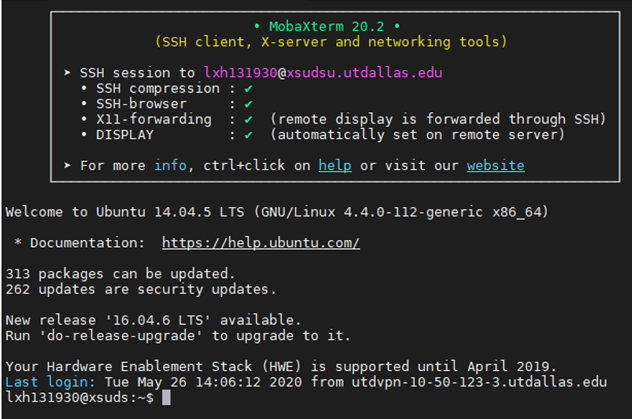 • MobaXterm 20.2 •
(SSH client, X-server and networking tools)
➤ SSH session to lxh131930@xsudsu.utdallas.edu
• SSH compression : ✔
• SSH-browser : ✔
• X11-forwarding : ✔ (remote display is forwarded through SSH)
• DISPLAY : ✔ (automatically set on remote server)
➤ For more info, ctrl+click on help or visit our website
Welcome to Ubuntu 14.04.5 LTS (GNU/Linux 4.4.0-112-generic x86_64)
* Documentation: https://help.ubuntu.com/
313 packages can be updated.
262 updates are security updates.
New release '16.04.6 LTS' available.
Run 'do-release-upgrade' to upgrade to it.
Your Hardware Enablement Stack (HWE) is supported until April 2019.
Last login: Tue May 26 14:06:12 2020 from utdvpn-10-50-123-3.utdallas.edu
lxh131930@xsuds:~$